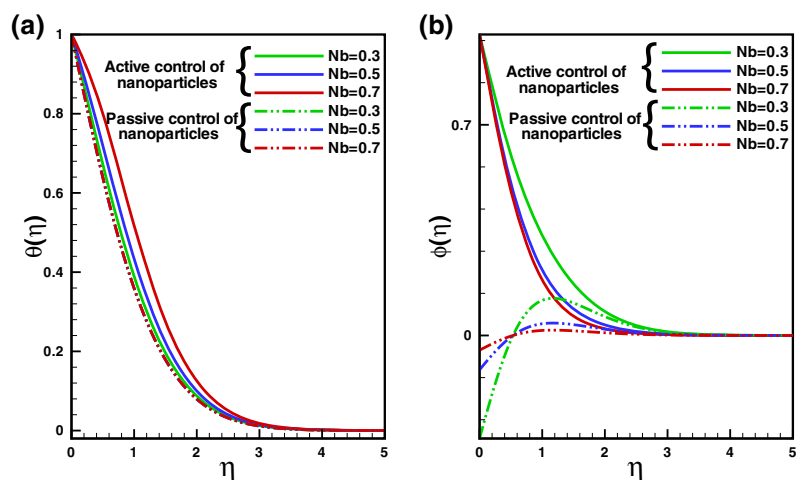 (a)
1
0.8
0.6
0.4
0.2
0
θ(η)
0 1 2 3 4 5
η
Active control of
nanoparticles
Passive control of
nanoparticles
Nb=0.3
Nb=0.5
Nb=0.7
Nb=0.3
Nb=0.5
Nb=0.7
(b)
0.7
0
ϕ(η)
0 1 2 3 4 5
η
Active control of
nanoparticles
Passive control of
nanoparticles
Nb=0.3
Nb=0.5
Nb=0.7
Nb=0.3
Nb=0.5
Nb=0.7